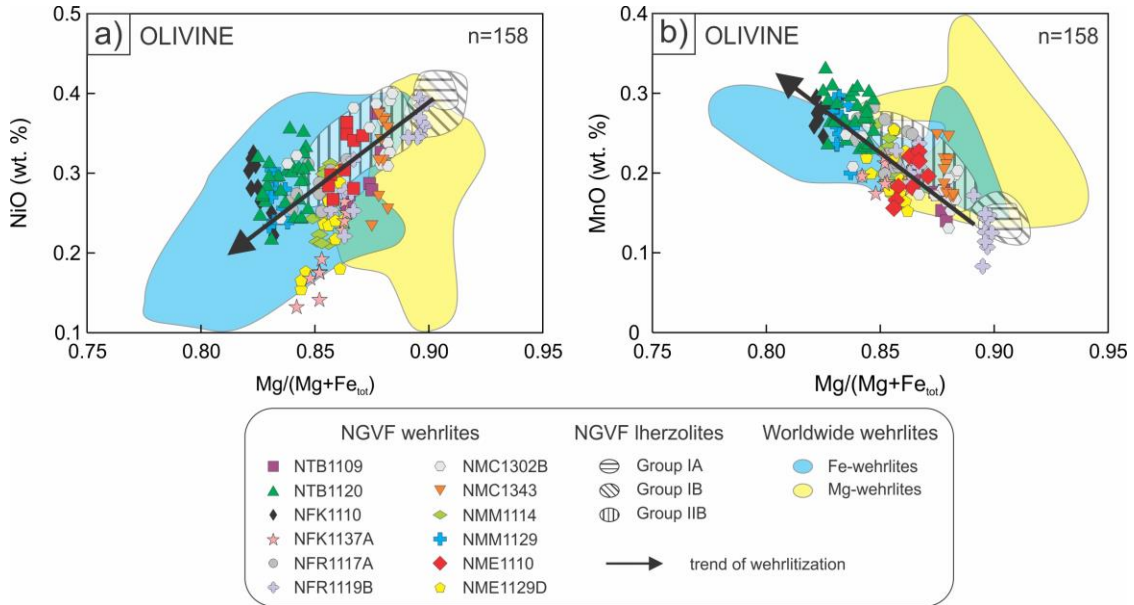 a) OLIVINE n=158
0.5
0.4
0.3
0.2
0.1
NiO (wt. %)
0.75 0.80 0.85 0.90 0.95
Mg/(Mg+Fetot)
b) OLIVINE n=158
0.4
0.3
0.2
0.1
0
MnO (wt. %)
0.75 0.80 0.85 0.90 0.95
Mg/(Mg+Fetot)
NGVF wehrlites
NTB1109
NTB1120
NFK1110
NFK1137A
NFR1117A
NFR1119B
NMC1302B
NMC1343
NMM1114
NMM1129
NME1110
NME1129D
NGVF lherzolites
Group IA
Group IB
Group IIB
Worldwide wehrlites
Fe-wehrlites
Mg-wehrlites
trend of wehrlitization